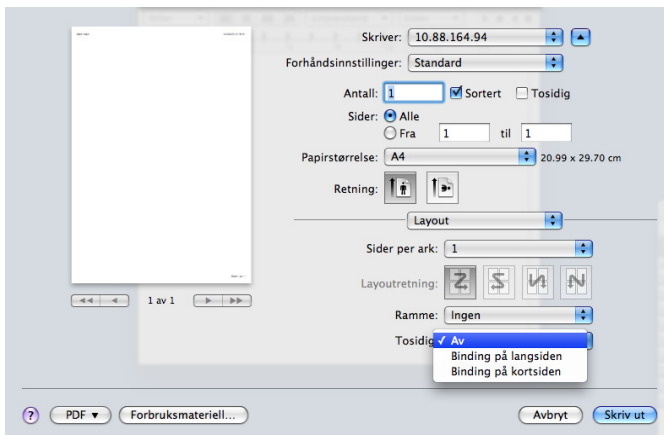 Skriver: 10.88.164.94
Forhåndsinnstillinger: Standard
Antall: 1 Sortert Tosidig
Sider: Alle
Fra 1 til 1
Papirstørrelse: A4 20.99 x 29.70 cm
Retning:
Layout
Sider per ark: 1
Layoutretning:
1 av 1
Ramme: Ingen
Tosidig Av
Binding på langsiden
Binding på kortsiden
? PDF Forbruksmateriell... Avbryt Skriv ut